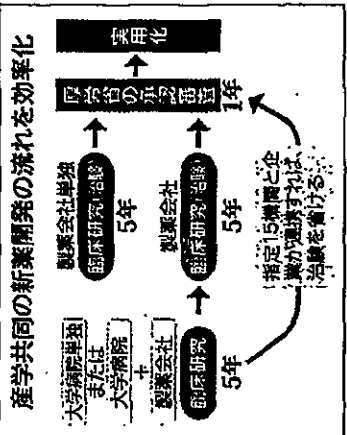 産学共同の新薬開発の流れを効率化
大学病院単独
または
大学病院
＋
製薬会社
臨床研究
5年
製薬会社単独
臨床研究(治験)
5年
製薬会社
臨床研究(治験)
5年
厚労省の承認審査
1年
実用化
指定15機関と企
業が連携すれば、
治験を省ける